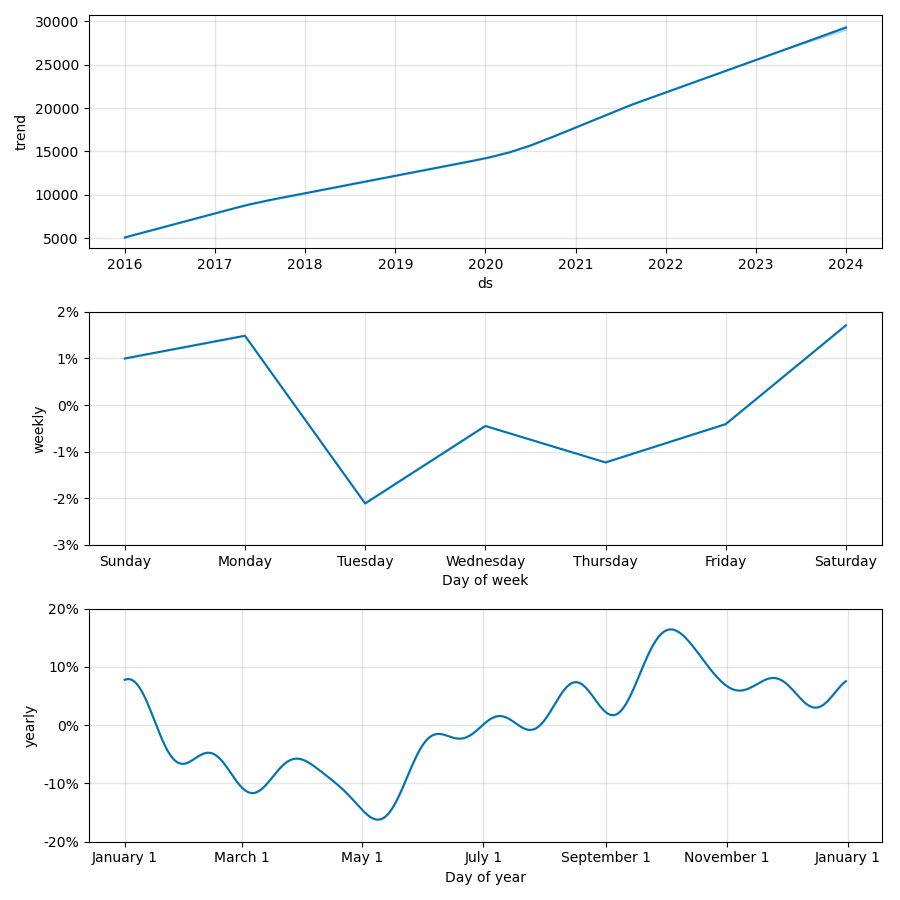 30000
25000
20000
15000
10000
5000
trend
2016 2017 2018 2019 2020 2021 2022 2023 2024
ds
2%
1%
0%
-1%
-2%
-3%
weekly
Sunday Monday Tuesday Wednesday Thursday Friday Saturday
Day of week
20%
10%
0%
-10%
-20%
yearly
January 1 March 1 May 1 July 1 September 1 November 1 January 1
Day of year